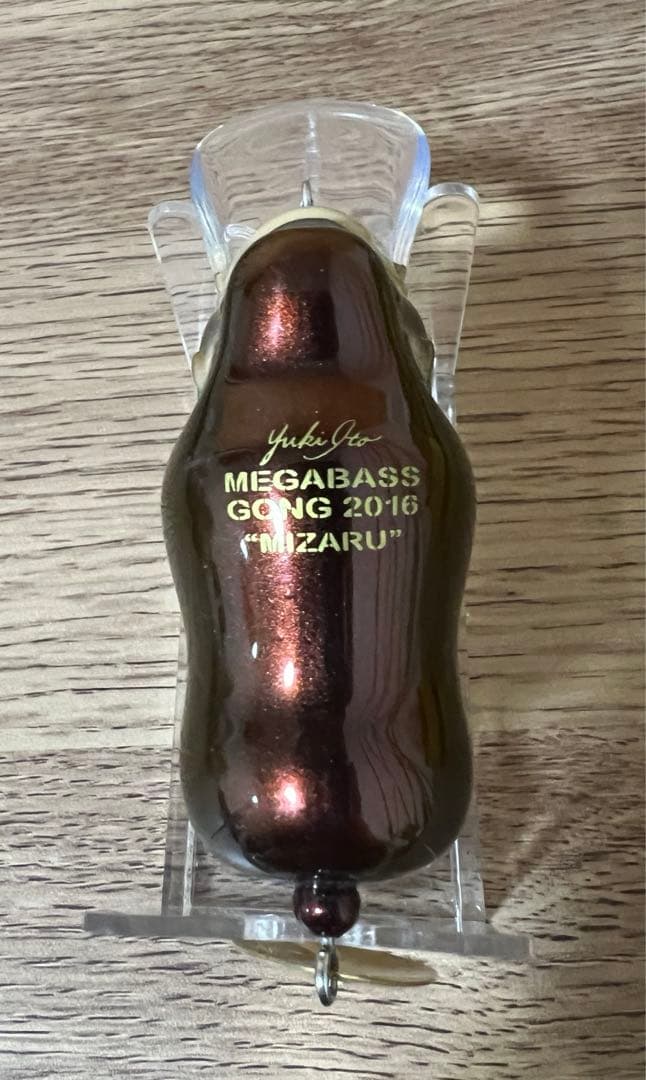 Yuki Ito
MEGABASS
GONG 2016
“MIZARU”